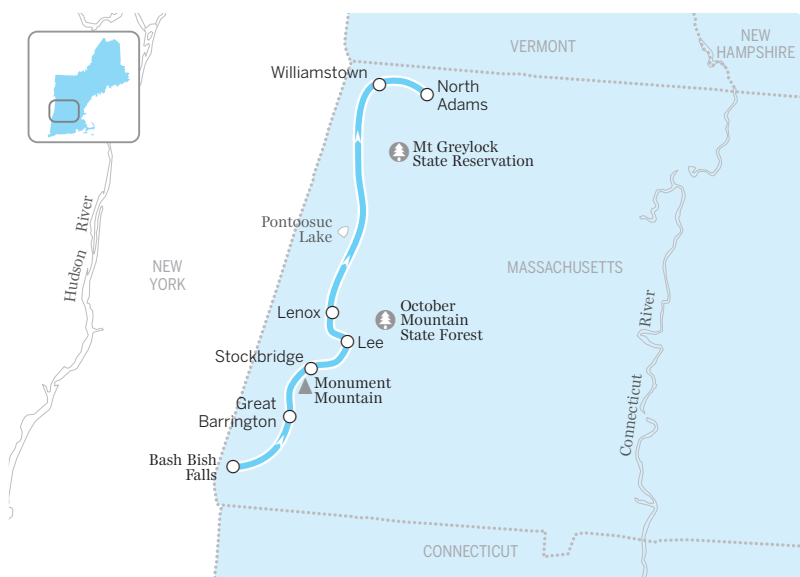 VERMONT
NEW
HAMPSHIRE
Williamstown
North
Adams
Mt Greylock
State Reservation
Hudson River
Pontoosuc
Lake
NEW
YORK
MASSACHUSETTS
Lenox
October
Mountain
State Forest
Lee
Stockbridge
Monument
Mountain
Great
Barrington
Connecticut River
Bash Bish
Falls
CONNECTICUT